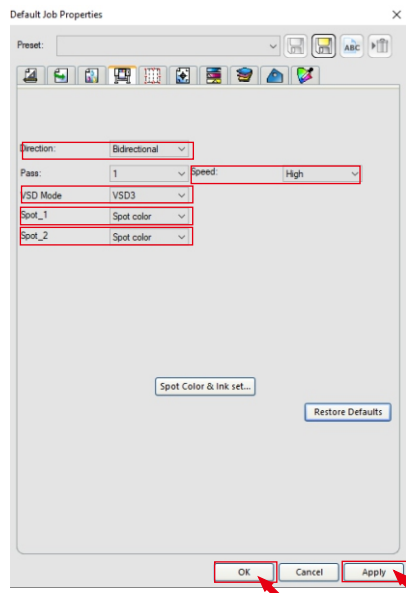 Default Job Properties
Preset:
ABC
Direction: Bidirectional
Pass: 1 Speed: High
VSD Mode VSD3
Spot_1 Spot color
Spot_2 Spot color
Spot Color & Ink set...
Restore Defaults
OK Cancel Apply